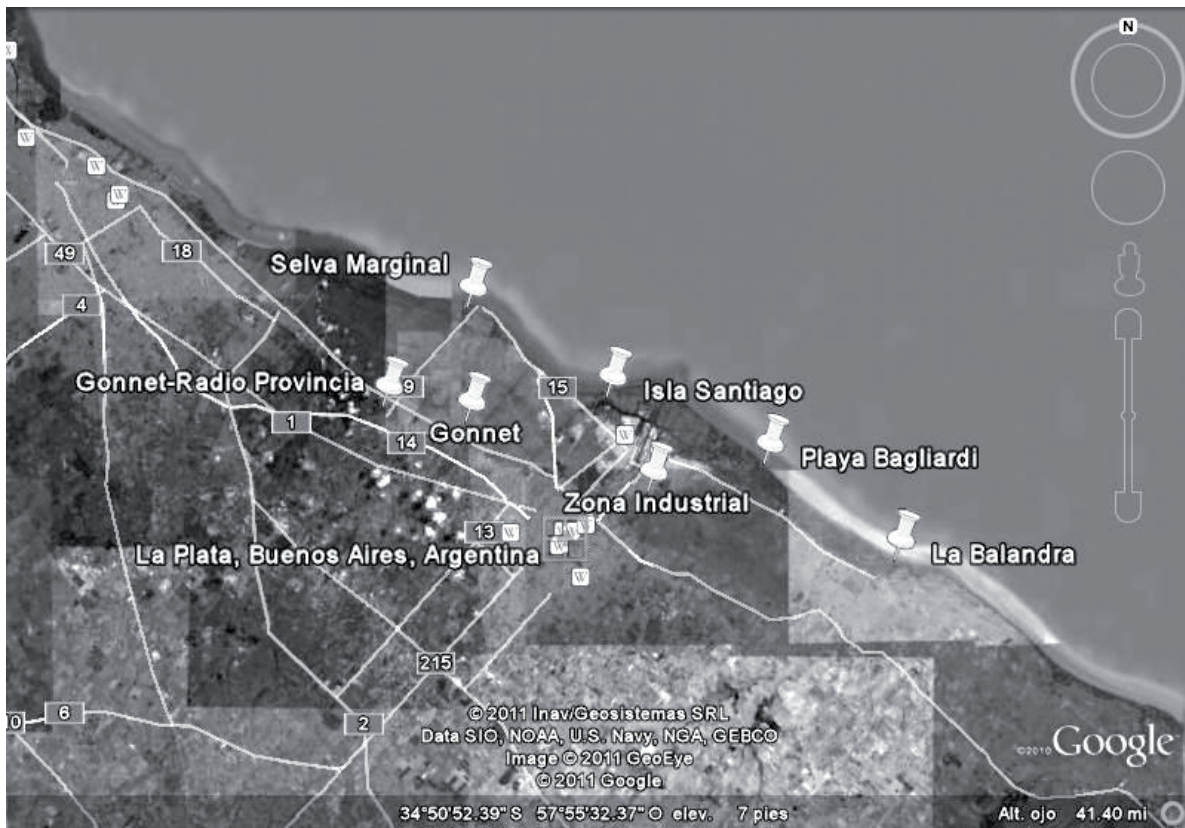 N
49
18
Selva Marginal
4
Gonnet-Radio Provincia
9
15
Isla Santiago
1
14
Gonnet
Playa Bagliardi
Zona Industrial
13
La Plata, Buenos Aires, Argentina
La Balandra
215
6
2
© 2011 Inav/Geosistemas SRL
Data SIO, NOAA, U.S. Navy, NGA, GEBCO
Image © 2011 GeoEye
© 2011 Google
©2010 Google
34°50'52.39" S 57°55'32.37" O elev. 7 pies
Alt. ojo 41.40 mi
W
W
W
W
W
W
W
W